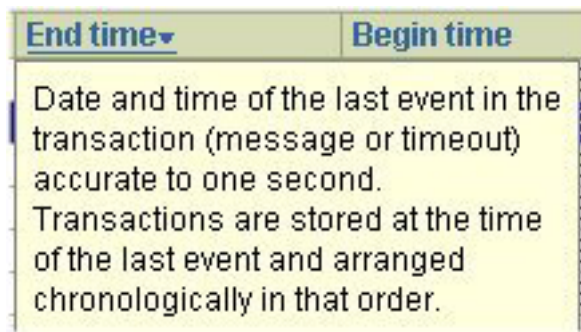 End time Begin time
Date and time of the last event in the
transaction (message or timeout)
accurate to one second.
Transactions are stored at the time
of the last event and arranged
chronologically in that order.